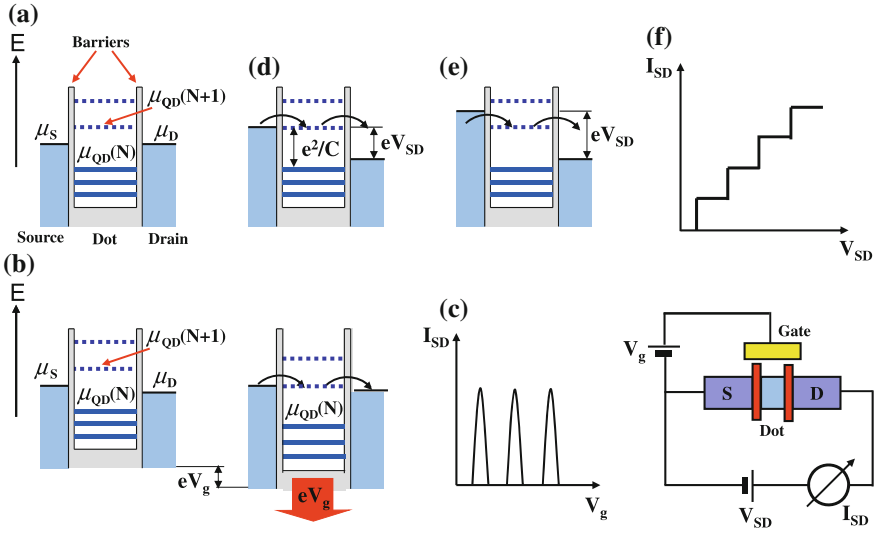 (a)
E
Barriers
μQD(N+1)
μS
μD
μQD(N)
Source
Dot
Drain
(d)
e²/C
eVSD
(e)
eVSD
(f)
ISD
VSD
(b)
E
μQD(N+1)
μS
μD
μQD(N)
eVg
μQD(N)
eVg
(c)
ISD
Vg
Gate
Vg
S
D
Dot
VSD
ISD